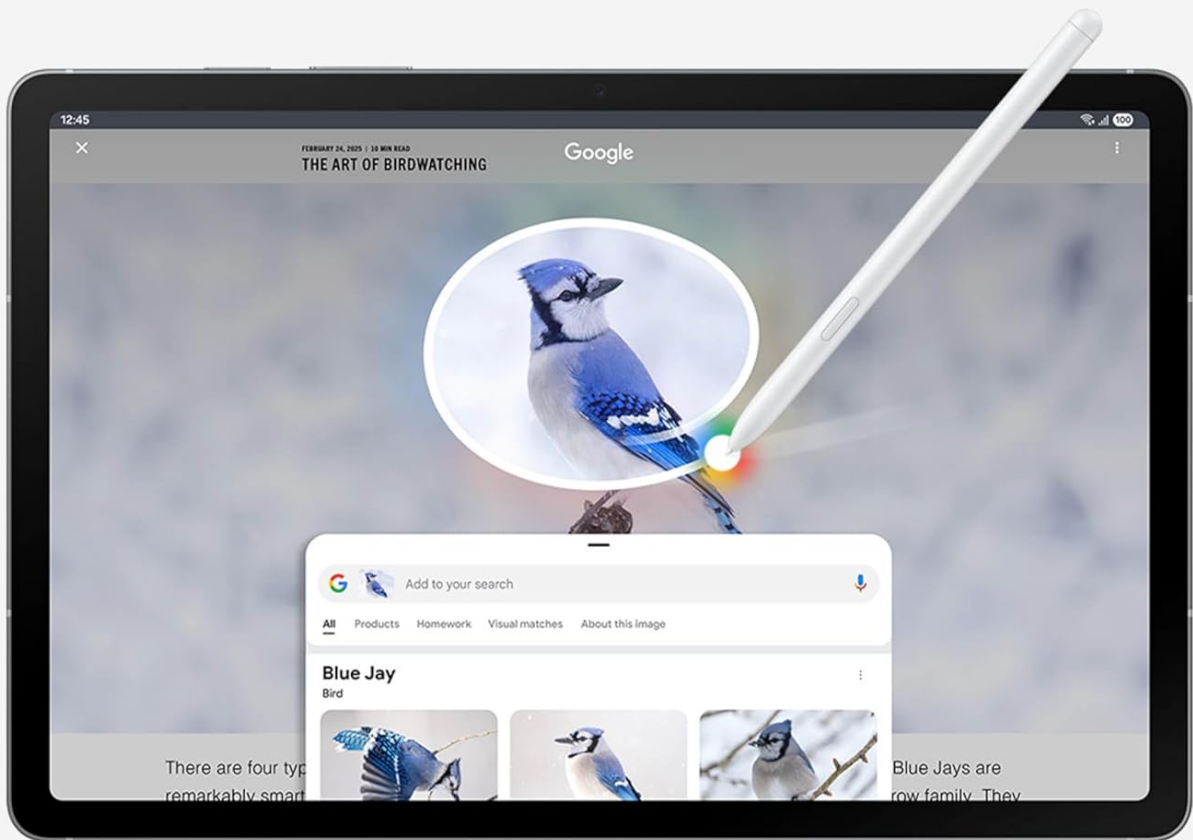 12:45
100
FEBRUARY 24, 2025 | 10 MIN READ
THE ART OF BIRDWATCHING
Google
G
Add to your search
All Products Homework Visual matches About this image
Blue Jay
Bird
There are four typ
Blue Jays are
remarkably smart
row family. They